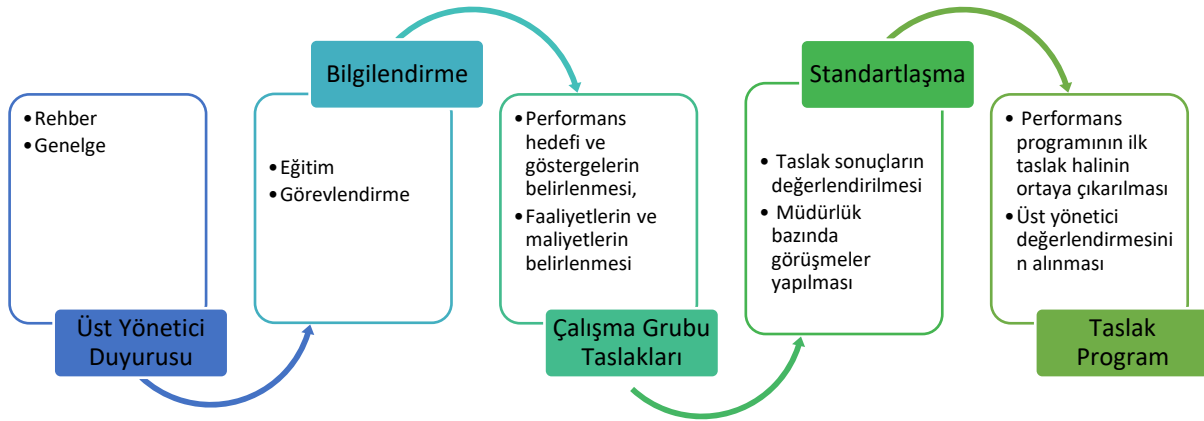 • Rehber
• Genelge
Üst Yönetici
Duyurusu
Bilgilendirme
• Eğitim
• Görevlendirme
• Performans
hedefi ve
göstergelerin
belirlenmesi,
• Faaliyetlerin ve
maliyetlerin
belirlenmesi
Çalışma Grubu
Taslakları
Standartlaşma
• Taslak sonuçların
değerlendirilmesi
• Müdürlük
bazında
görüşmeler
yapılması
• Performans
programının ilk
taslak halinin
ortaya çıkarılması
• Üst yönetici
değerlendirmesini
n alınması
Taslak
Program